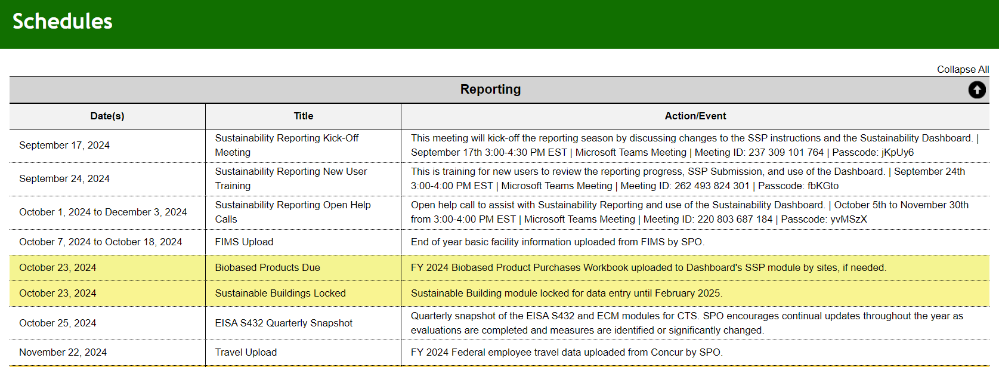 Schedules
Collapse All
Reporting
Date(s) Title Action/Event
September 17, 2024
Sustainability Reporting Kick-Off
Meeting
This meeting will kick-off the reporting season by discussing changes to the SSP instructions and the Sustainability Dashboard. |
September 17th 3:00-4:30 PM EST | Microsoft Teams Meeting | Meeting ID: 237 309 101 764 | Passcode: jKpUy6
September 24, 2024
Sustainability Reporting New User
Training
This is training for new users to review the reporting progress, SSP Submission, and use of the Dashboard. | September 24th
3:00-4:00 PM EST | Microsoft Teams Meeting | Meeting ID: 262 493 824 301 | Passcode: fbKGto
October 1, 2024 to December 3, 2024
Sustainability Reporting Open Help
Calls
Open help call to assist with Sustainability Reporting and use of the Sustainability Dashboard. | October 5th to November 30th
from 3:00-4:00 PM EST | Microsoft Teams Meeting | Meeting ID: 220 803 687 184 | Passcode: yvMSzX
October 7, 2024 to October 18, 2024
FIMS Upload
End of year basic facility information uploaded from FIMS by SPO.
October 23, 2024
Biobased Products Due
FY 2024 Biobased Product Purchases Workbook uploaded to Dashboard's SSP module by sites, if needed.
October 23, 2024
Sustainable Buildings Locked
Sustainable Building module locked for data entry until February 2025.
October 25, 2024
EISA S432 Quarterly Snapshot
Quarterly snapshot of the EISA S432 and ECM modules for CTS. SPO encourages continual updates throughout the year as
evaluations are completed and measures are identified or significantly changed.
November 22, 2024
Travel Upload
FY 2024 Federal employee travel data uploaded from Concur by SPO.